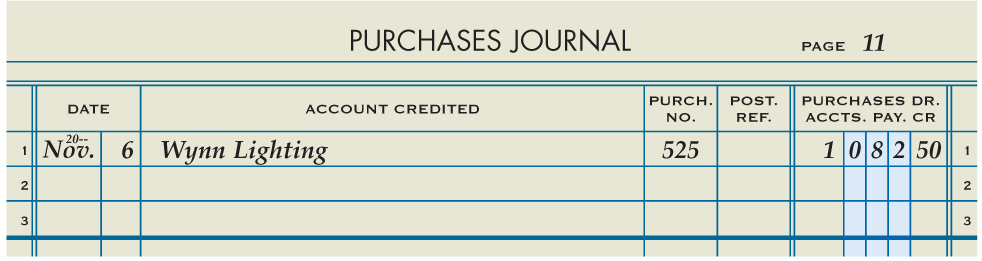 PURCHASES JOURNAL PAGE 11
DATE ACCOUNT CREDITED PURCH. NO. POST. REF. PURCHASES DR. ACCTS. PAY. CR
20--
1 Nov. 6 Wynn Lighting 525 1 0 8 2 50 1
2 2
3 3